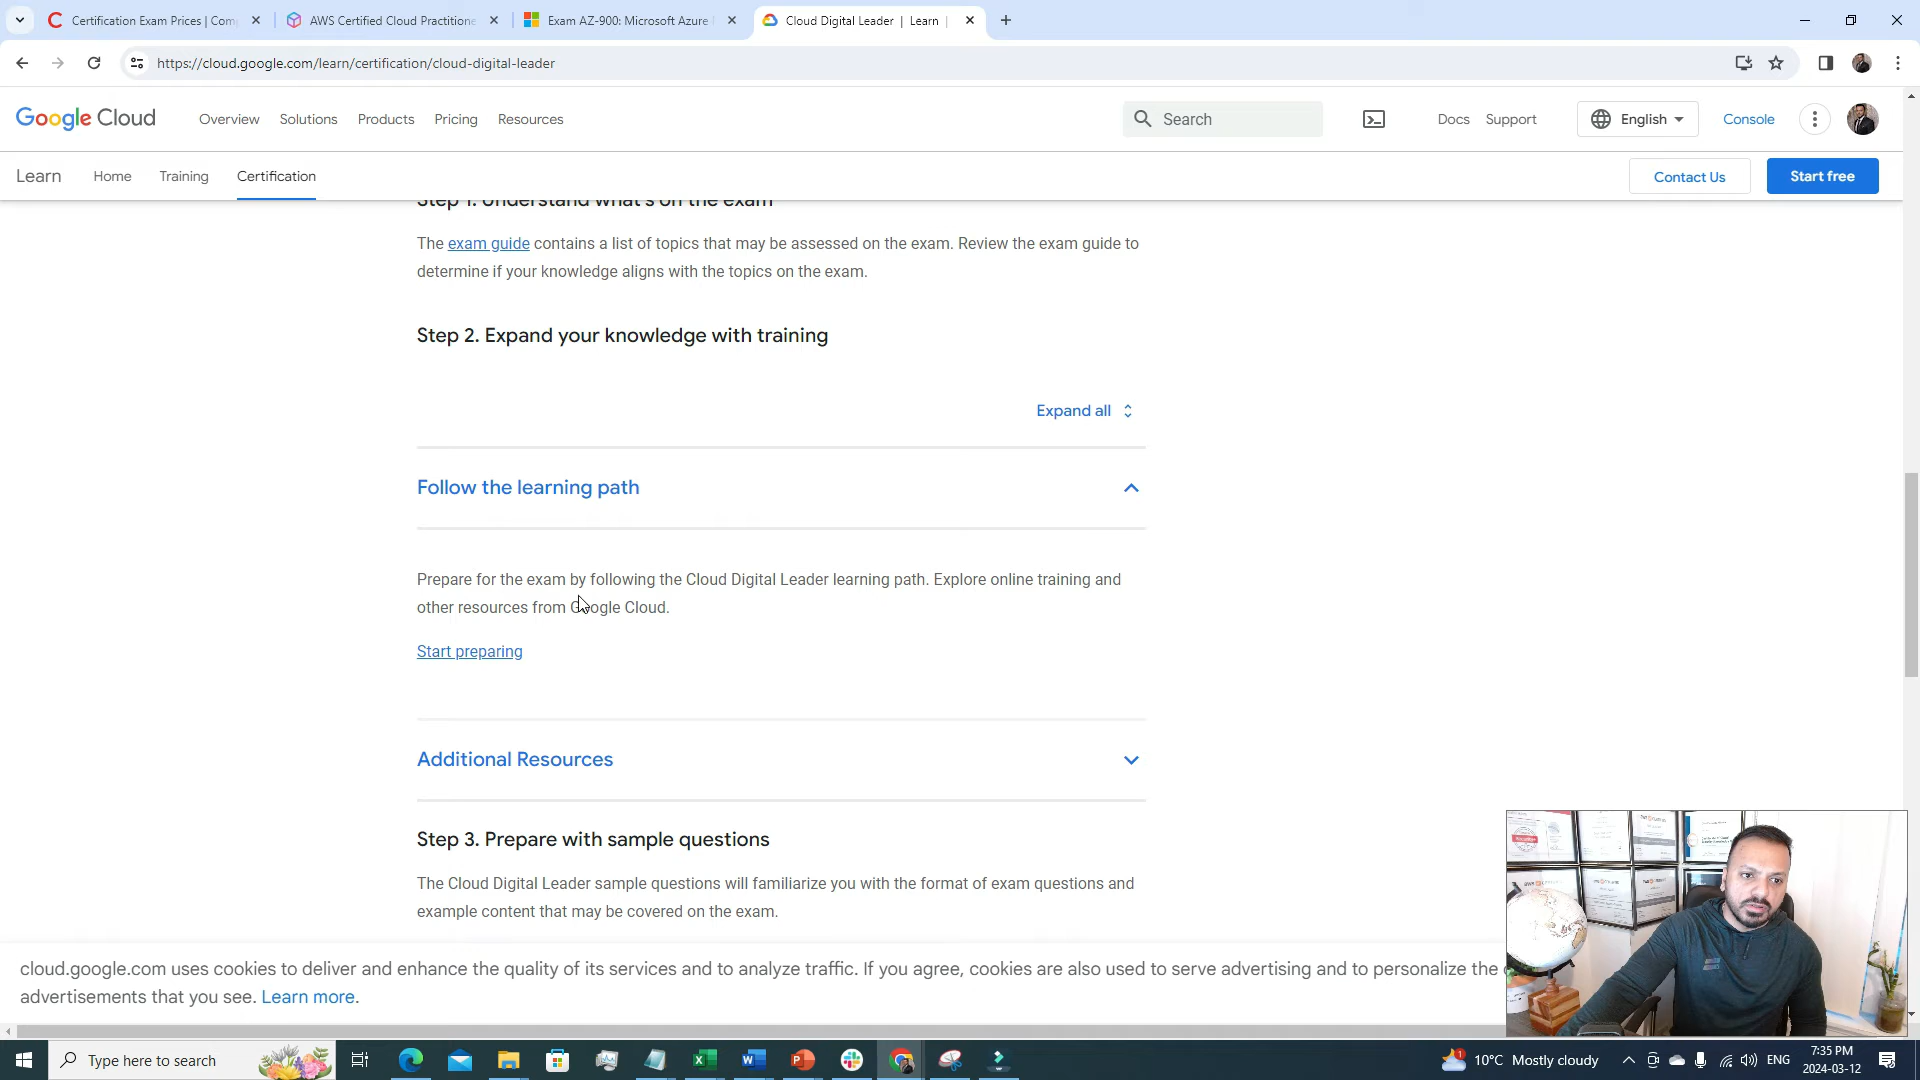 Certification Exam Prices | Com
AWS Certified Cloud Practitione
Exam AZ-900: Microsoft Azure
Cloud Digital Leader | Learn |
https://cloud.google.com/learn/certification/cloud-digital-leader
Google Cloud
Overview
Solutions
Products
Pricing
Resources
Search
Docs
Support
English
Console
Learn
Home
Training
Certification
Contact Us
Start free
Step 1. Understand what's on the exam
The exam guide contains a list of topics that may be assessed on the exam. Review the exam guide to
determine if your knowledge aligns with the topics on the exam.
Step 2. Expand your knowledge with training
Expand all
Follow the learning path
Prepare for the exam by following the Cloud Digital Leader learning path. Explore online training and
other resources from Google Cloud.
Start preparing
Additional Resources
Step 3. Prepare with sample questions
The Cloud Digital Leader sample questions will familiarize you with the format of exam questions and
example content that may be covered on the exam.
cloud.google.com uses cookies to deliver and enhance the quality of its services and to analyze traffic. If you agree, cookies are also used to serve advertising and to personalize the
advertisements that you see. Learn more.
Type here to search
1
10°C Mostly cloudy
ENG
7:35 PM
2024-03-12